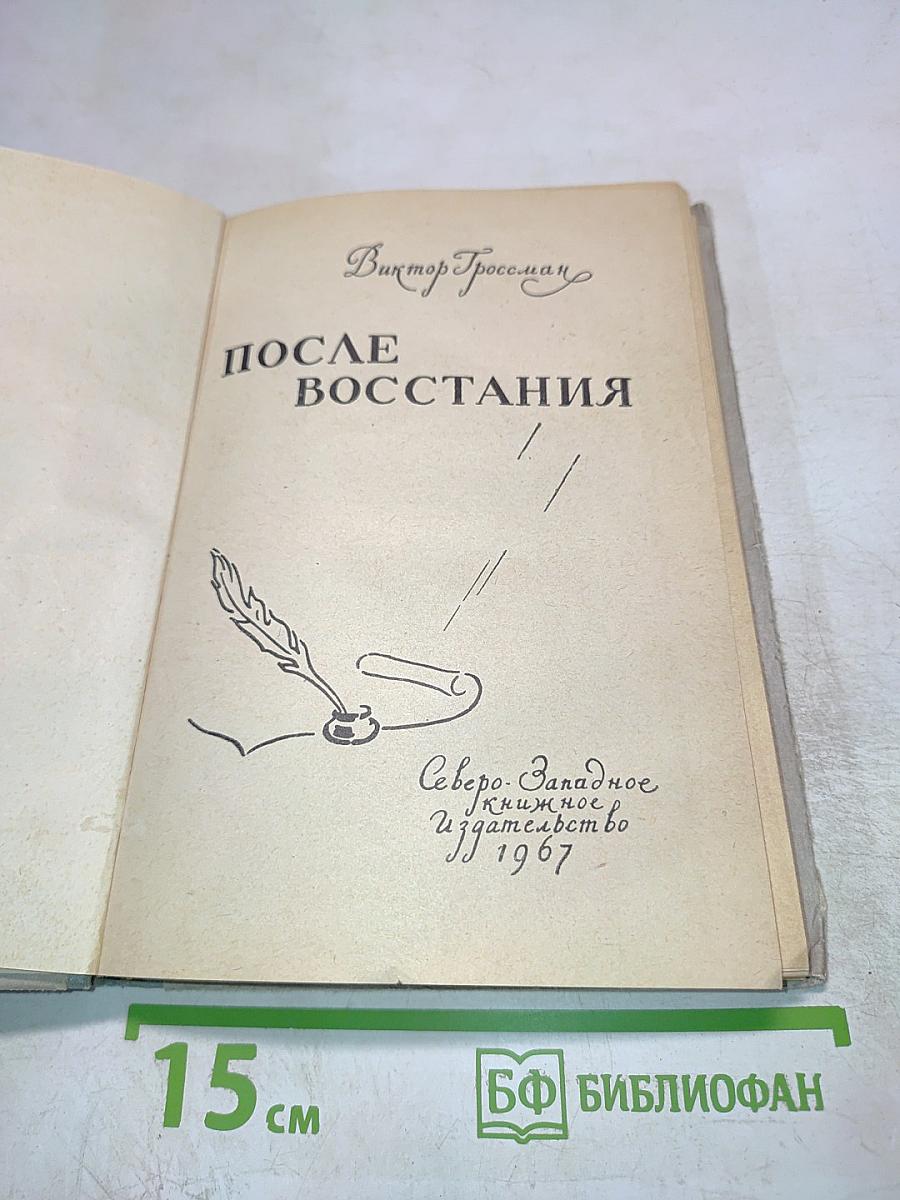 Виктор Гроссман
ПОСЛЕ
ВОССТАНИЯ
Северо-Западное
книжное
Издательство
1967
15 см
БФ БИБЛИОФАН